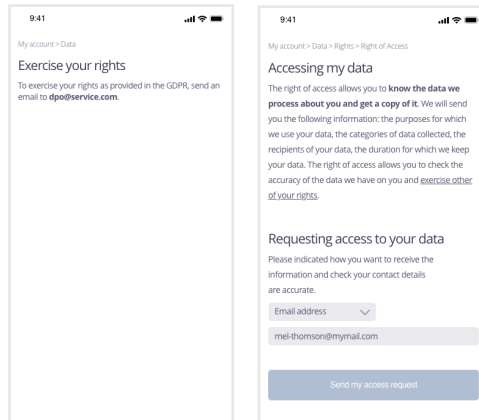 9:41
My account > Data
Exercise your rights
To exercise your rights as provided in the GDPR, send an
email to dpo@service.com.
9:41
My account > Data > Rights > Right of Access
Accessing my data
The right of access allows you to know the data we
process about you and get a copy of it. We will send
you the following information: the purposes for which
we use your data, the categories of data collected, the
recipients of your data, the duration for which we keep
your data. The right of access allows you to check the
accuracy of the data we have on you and exercise other
of your rights.
Requesting access to your data
Please indicated how you want to receive the
information and check your contact details
are accurate.
Email address
mel-thomson@mymail.com
Send my access request